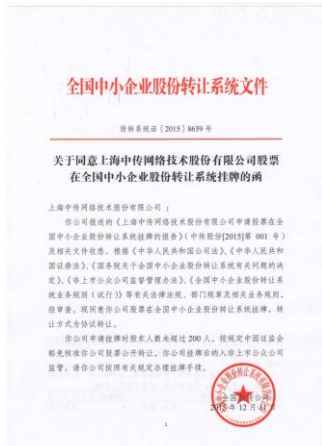 全国中小企业股份转让系统文件
股转系统函〔2015〕8659 号
关于同意上海中传网络技术股份有限公司股票
在全国中小企业股份转让系统挂牌的函
上海中传网络技术股份有限公司：
你公司报送的《上海中传网络技术股份有限公司申请股票在全
国中小企业股份转让系统挂牌的报告》（中传股份[2015]第 001 号）
及相关文件收悉。根据《中华人民共和国公司法》、《中华人民共和
国证券法》、《国务院关于全国中小企业股份转让系统有关问题的决
定》、《非上市公众公司监督管理办法》、《全国中小企业股份转让系
统业务规则（试行）》等有关法律法规、部门规章及相关业务规则，
经审查，现同意你公司股票在全国中小企业股份转让系统挂牌，转
让方式为协议转让。
你公司申请挂牌时股东人数未超过 200 人，按规定中国证监会
豁免核准你公司股票公开转让，你公司挂牌后纳入非上市公众公司
监管。请你公司按照有关规定办理挂牌手续。
2015 年 12 月 11 日
1